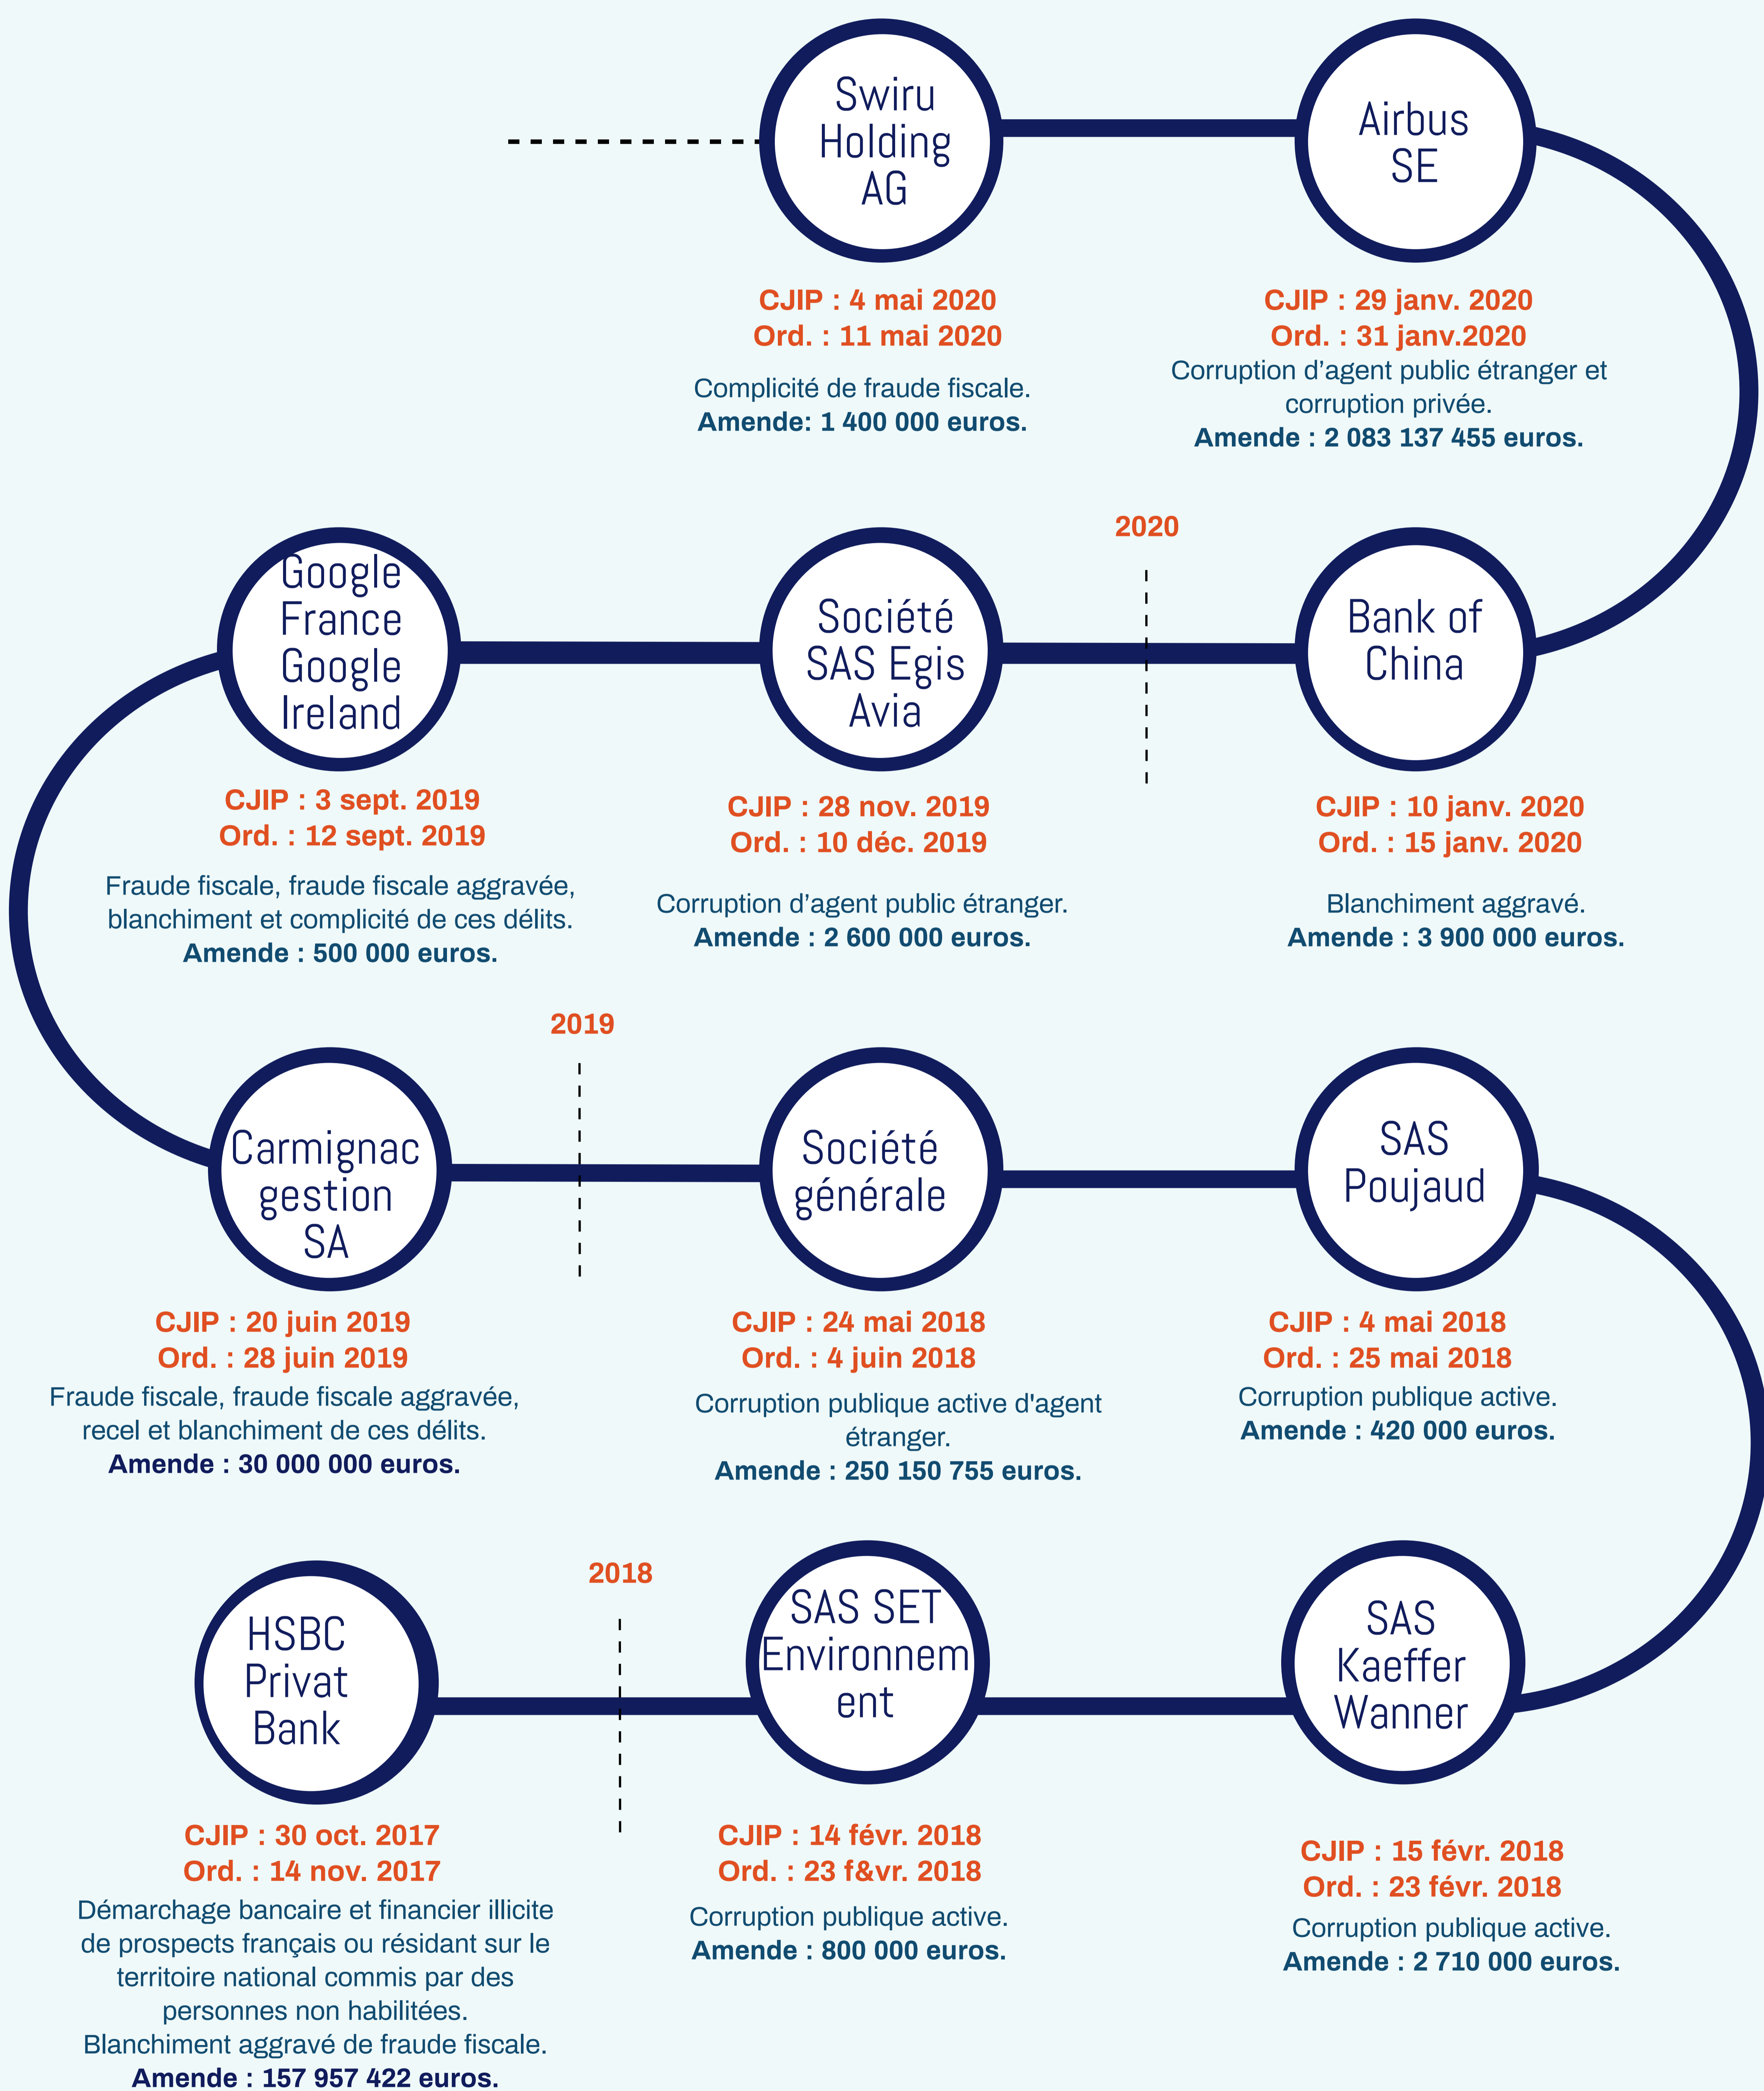 Swiru
Holding
AG
Airbus
SE
CJIP : 4 mai 2020
Ord. : 11 mai 2020
Complicité de fraude fiscale.
Amende: 1 400 000 euros.
CJIP : 29 janv. 2020
Ord. : 31 janv.2020
Corruption d’agent public étranger et
corruption privée.
Amende : 2 083 137 455 euros.
2020
Google
France
Google
Ireland
Société
SAS Egis
Avia
Bank of
China
CJIP : 3 sept. 2019
Ord. : 12 sept. 2019
Fraude fiscale, fraude fiscale aggravée,
blanchiment et complicité de ces délits.
Amende : 500 000 euros.
CJIP : 28 nov. 2019
Ord. : 10 déc. 2019
Corruption d’agent public étranger.
Amende : 2 600 000 euros.
CJIP : 10 janv. 2020
Ord. : 15 janv. 2020
Blanchiment aggravé.
Amende : 3 900 000 euros.
2019
Carmignac
gestion
SA
Société
générale
SAS
Poujaud
CJIP : 20 juin 2019
Ord. : 28 juin 2019
Fraude fiscale, fraude fiscale aggravée,
recel et blanchiment de ces délits.
Amende : 30 000 000 euros.
CJIP : 24 mai 2018
Ord. : 4 juin 2018
Corruption publique active d'agent
étranger.
Amende : 250 150 755 euros.
CJIP : 4 mai 2018
Ord. : 25 mai 2018
Corruption publique active.
Amende : 420 000 euros.
2018
HSBC
Privat
Bank
SAS SET
Environnem
ent
SAS
Kaeffer
Wanner
CJIP : 30 oct. 2017
Ord. : 14 nov. 2017
Démarchage bancaire et financier illicite
de prospects français ou résidant sur le
territoire national commis par des
personnes non habilitées.
Blanchiment aggravé de fraude fiscale.
Amende : 157 957 422 euros.
CJIP : 14 févr. 2018
Ord. : 23 f&vr. 2018
Corruption publique active.
Amende : 800 000 euros.
CJIP : 15 févr. 2018
Ord. : 23 févr. 2018
Corruption publique active.
Amende : 2 710 000 euros.